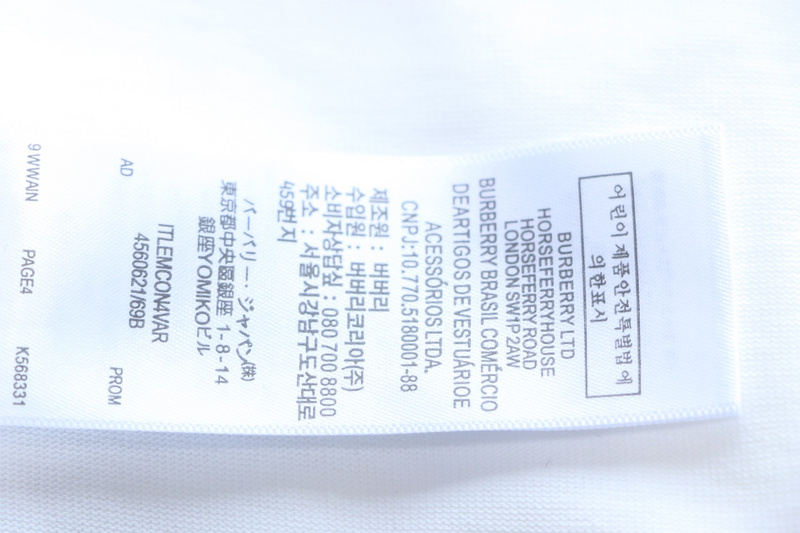 어린이제품안전특별법에
의한표시
BURBERRY LTD
HORSEFERRY HOUSE
HORSEFERRY ROAD
LONDON SW1P 2AW
BURBERRY BRASIL COMÉRCIO
DE ARTIGOS DE VESTUÁRIO E
ACESSÓRIOS LTDA.
CNPJ:10.770.5180001-88
제조원 : 버버리
수입원 : 버버리코리아(주)
소비자상담실 : 080 700 8800
주소 : 서울시강남구도산대로
459번지
バーバリー・ジャパン(株)
東京都中央區銀座 1-8-14
銀座YOMIKOビル
ITLEMCON4VAR
4560621/69B
AD PROM
9 WWAIN PAGE4 K568331